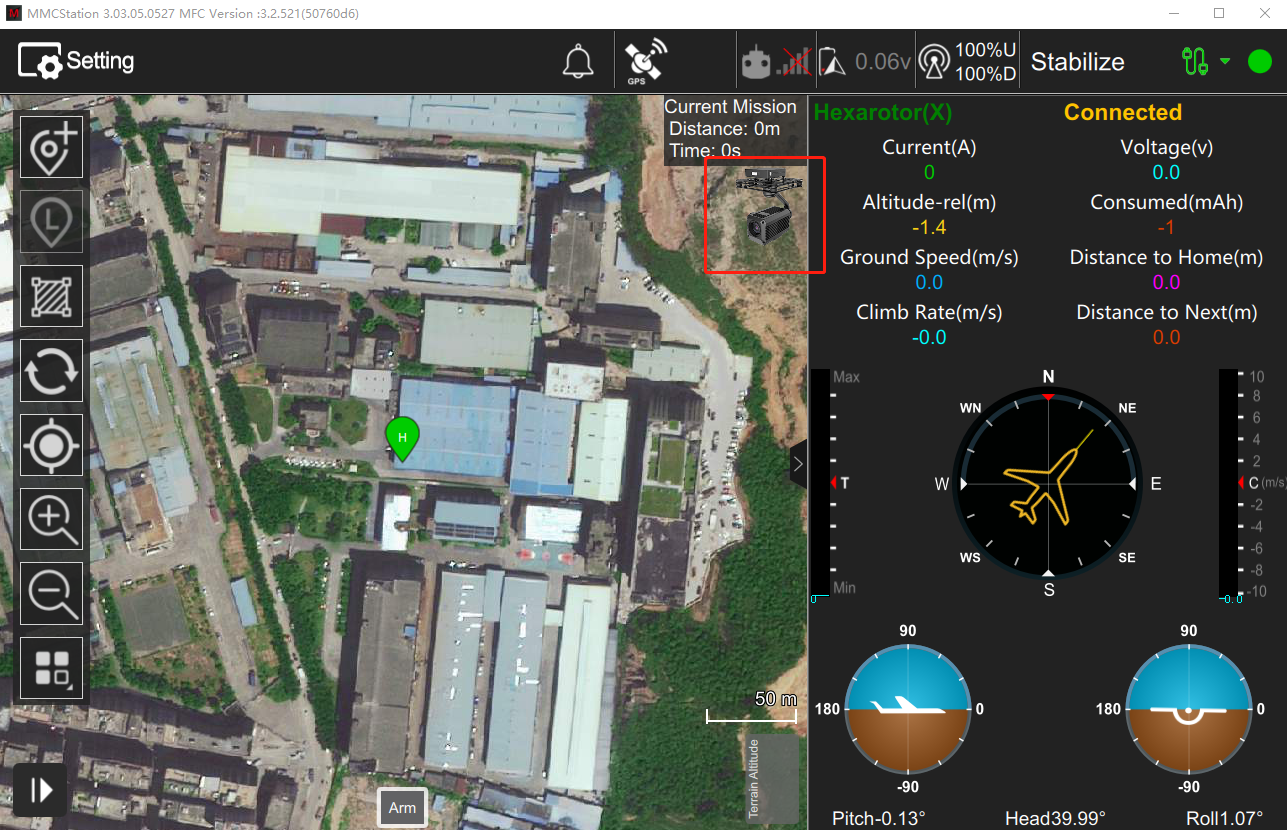 MMCStation 3.03.05.0527 MFC Version :3.2.521(50760d6)
Setting
GPS
0.06v
100%U
100%D
Stabilize
Current Mission
Distance: 0m
Time: 0s
L
H
50 m
Terrain Altitude
Arm
Hexarotor(X)
Connected
Current(A)
Voltage(v)
0
0.0
Altitude-rel(m)
Consumed(mAh)
-1.4
-1
Ground Speed(m/s)
Distance to Home(m)
0.0
0.0
Climb Rate(m/s)
Distance to Next(m)
-0.0
0.0
Max
T
Min
0
N
WN
NE
W
E
WS
SE
S
10
8
6
4
2
C (m/s)
-2
-4
-6
-8
-10
-0.0
90
180
0
-90
90
180
0
-90
Pitch-0.13°
Head39.99°
Roll1.07°